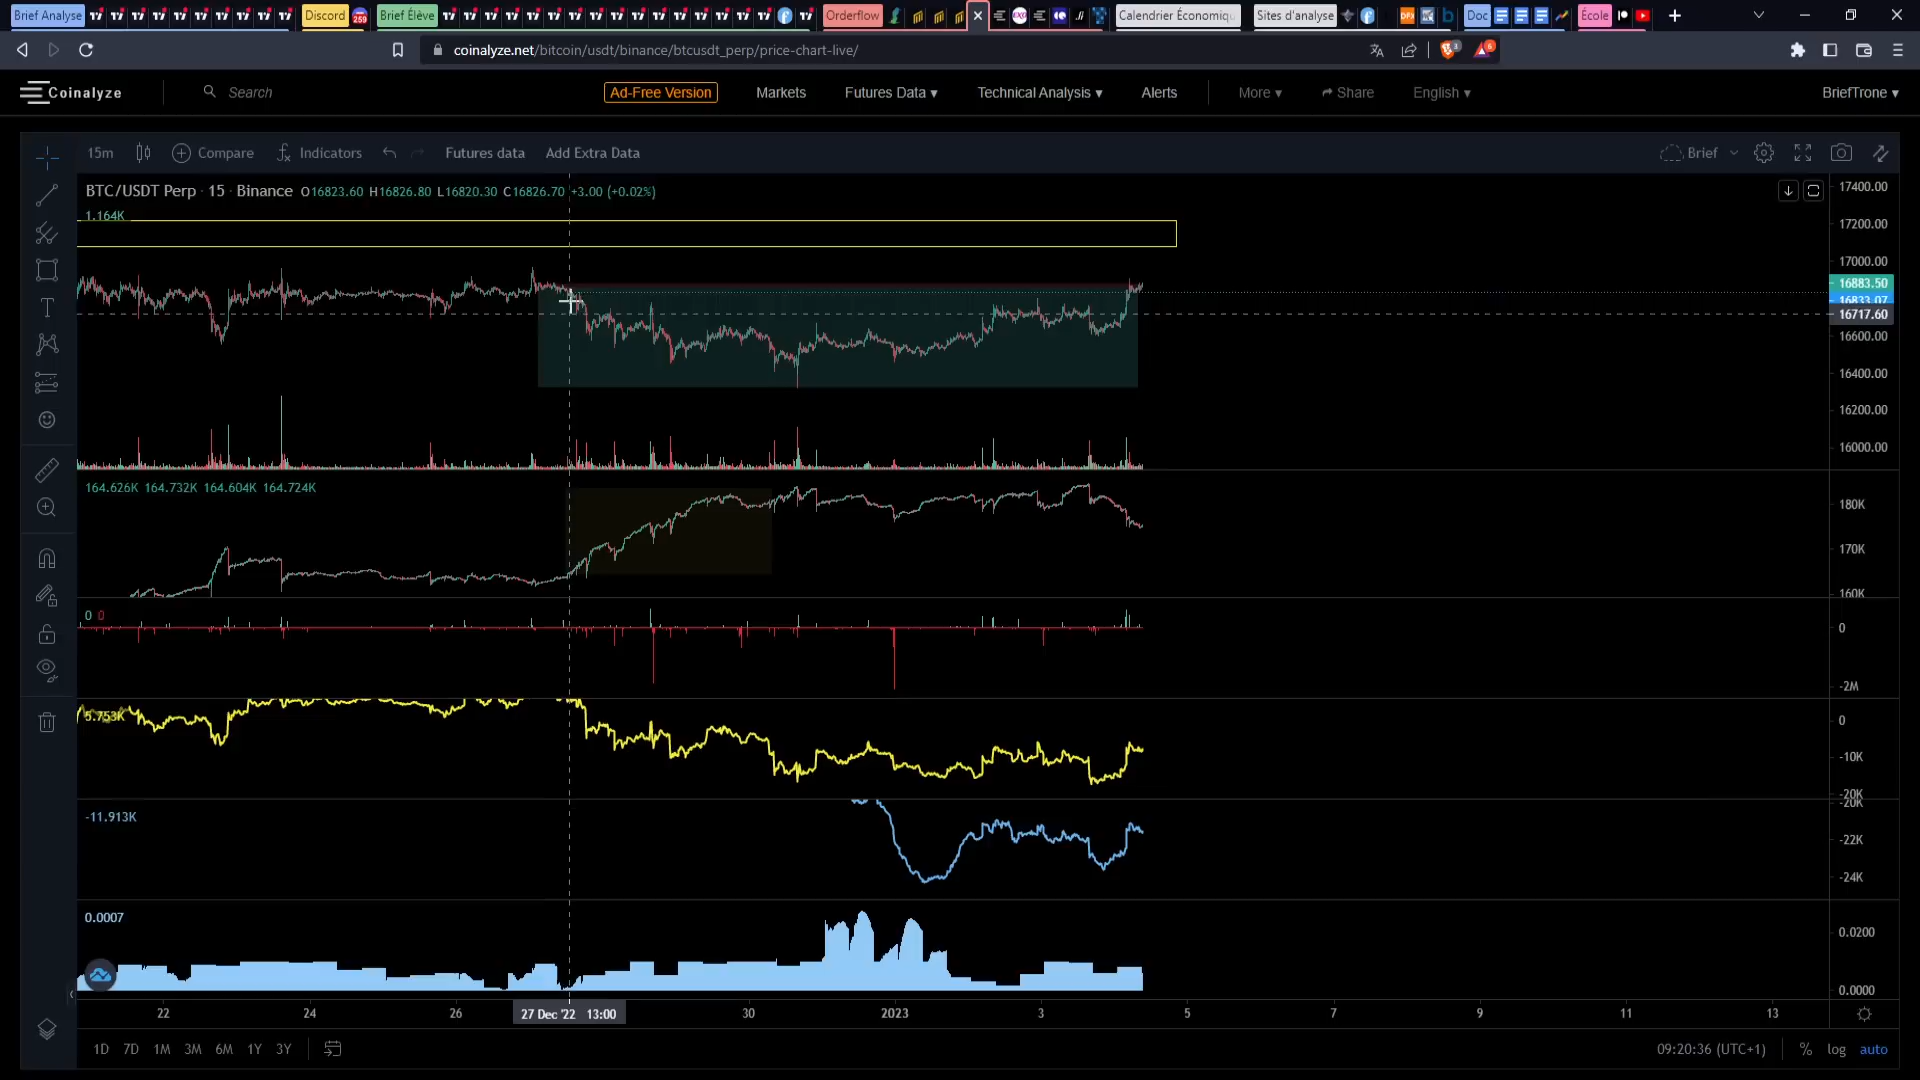 Brief Analyse
Discord 259
Brief Élève
Orderflow
Calendrier Économiqu
Sites d'analyse
Doc
École
coinalyze.net/bitcoin/usdt/binance/btcusdt_perp/price-chart-live/
Coinalyze
Search
Ad-Free Version
Markets
Futures Data ▾
Technical Analysis ▾
Alerts
More ▾
Share
English ▾
BriefTrone ▾
15m
Compare
Indicators
Futures data
Add Extra Data
Brief
BTC/USDT Perp · 15 · Binance O16823.60 H16826.80 L16820.30 C16826.70 +3.00 (+0.02%)
1.164K
17400.00
17200.00
17000.00
16883.50
16833.07
16717.60
16600.00
16400.00
16200.00
16000.00
164.626K 164.732K 164.604K 164.724K
180K
170K
160K
0 0
0
-2M
5.753K
0
-10K
-20K
-11.913K
-20K
-22K
-24K
0.0007
0.0200
0.0000
22 24 26 27 Dec '22 13:00 30 2023 3 5 7 9 11 13
1D 7D 1M 3M 6M 1Y 3Y
09:20:36 (UTC+1)
% log auto